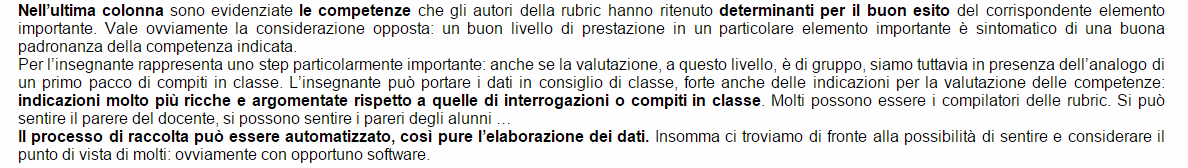 Nell'ultima colonna sono evidenziate le competenze che gli autori della rubric hanno ritenuto determinanti per il buon esito del corrispondente elemento
importante. Vale ovviamente la considerazione opposta: un buon livello di prestazione in un particolare elemento importante è sintomatico di una buona
padronanza della competenza indicata.
Per l'insegnante rappresenta uno step particolarmente importante: anche se la valutazione, a questo livello, è di gruppo, siamo tuttavia in presenza dell'analogo di
un primo pacco di compiti in classe. L'insegnante può portare i dati in consiglio di classe, forte anche delle indicazioni per la valutazione delle competenze:
indicazioni molto più ricche e argomentate rispetto a quelle di interrogazioni o compiti in classe. Molti possono essere i compilatori delle rubric. Si può
sentire il parere del docente, si possono sentire i pareri degli alunni …
Il processo di raccolta può essere automatizzato, così pure l'elaborazione dei dati. Insomma ci troviamo di fronte alla possibilità di sentire e considerare il
punto di vista di molti: ovviamente con opportuno software.